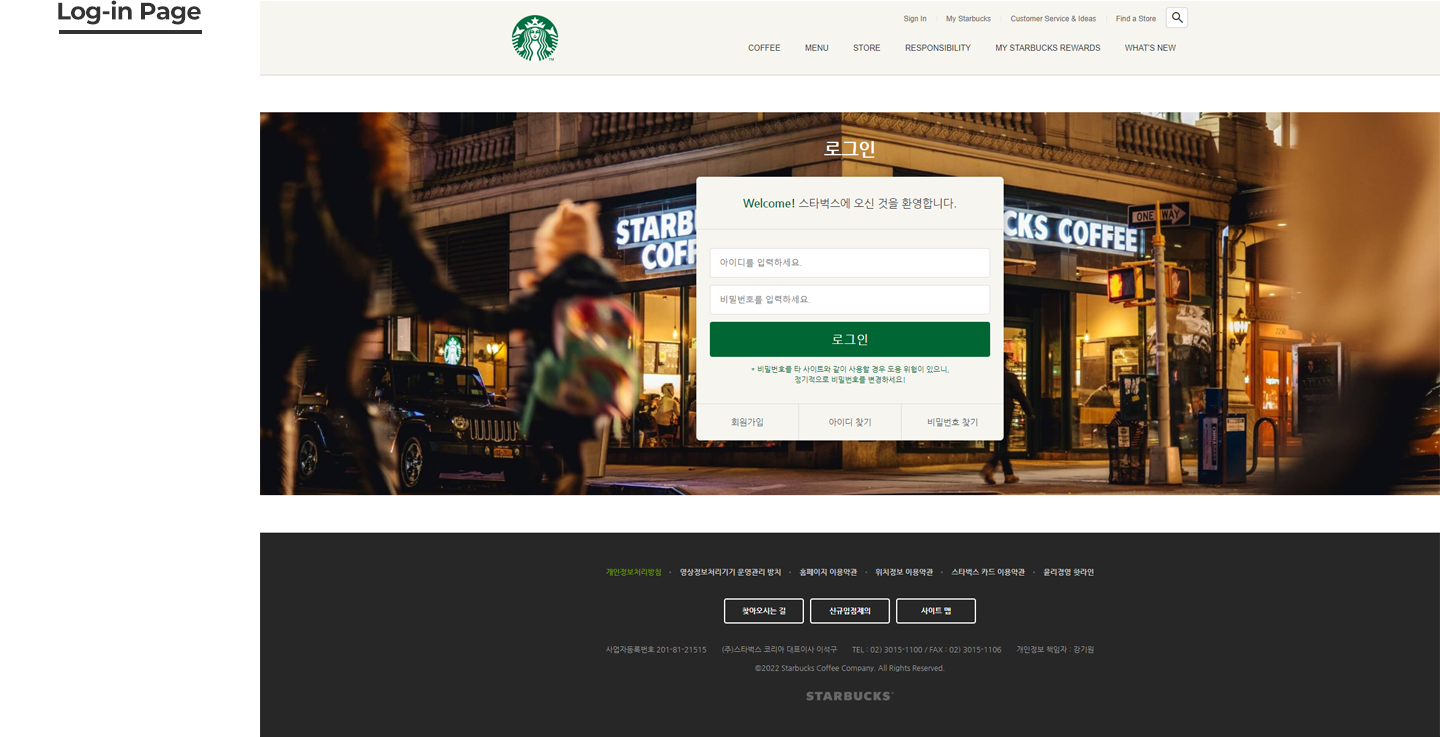 Log-in Page
Sign In
My Starbucks
Customer Service & Ideas
Find a Store
COFFEE
MENU
STORE
RESPONSIBILITY
MY STARBUCKS REWARDS
WHAT'S NEW
로그인
Welcome! 스타벅스에 오신 것을 환영합니다.
STARB
COFF
CKS COFFEE
ONE WAY
아이디를 입력하세요.
비밀번호를 입력하세요.
로그인
* 비밀번호를 타 사이트와 같이 사용할 경우 도용 위험이 있으니,
정기적으로 비밀번호를 변경하세요!
회원가입
아이디 찾기
비밀번호 찾기
개인정보처리방침
영상정보처리기기 운영관리 방치
홈페이지 이용약관
위치정보 이용약관
스타벅스 카드 이용약관
윤리경영 핫라인
찾아오시는 길
신규입점제의
사이트 맵
사업자등록번호 201-81-21515
(주)스타벅스 코리아 대표이사 이석구
TEL : 02) 3015-1100 / FAX : 02) 3015-1106
개인정보 책임자 : 강기원
©2022 Starbucks Coffee Company. All Rights Reserved.
STARBUCKS